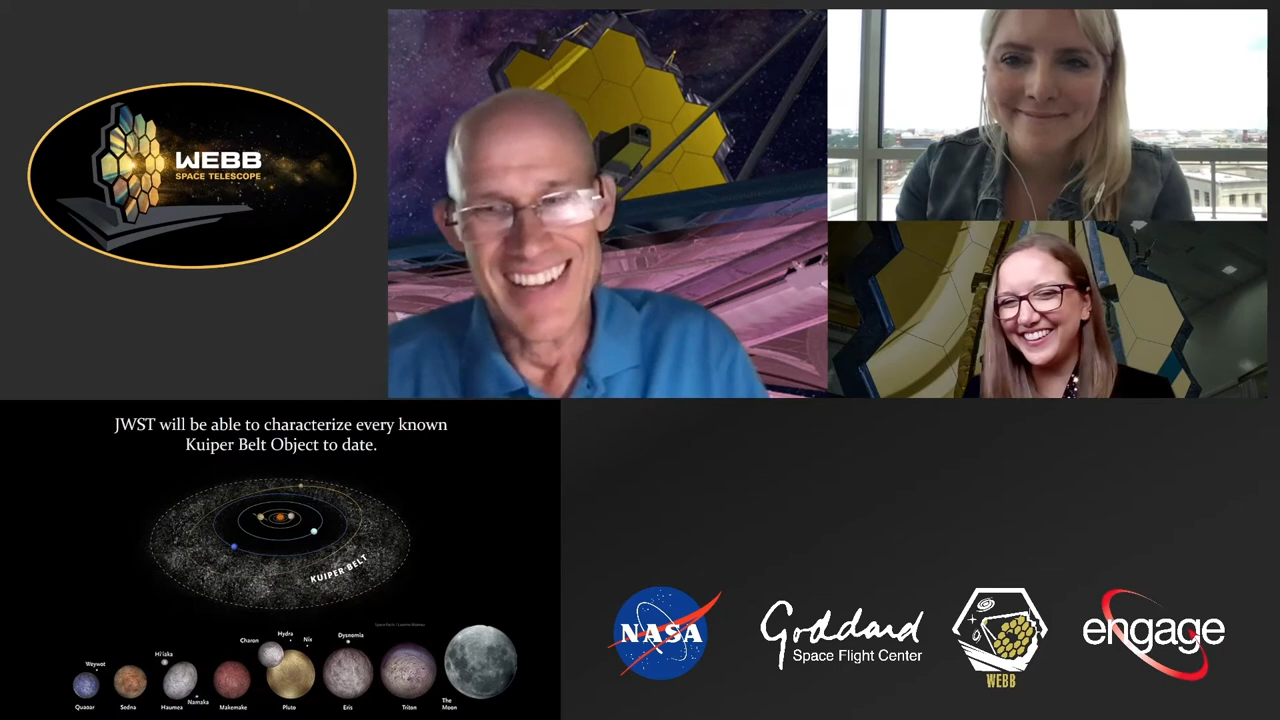 WEBB
SPACE TELESCOPE
JWST will be able to characterize every known
Kuiper Belt Object to date.
KUIPER BELT
Weywot
Hi'iaka
Namaka
Charon
Hydra
Nix
Dysnomia
Quaoar
Sedna
Haumea
Makemake
Pluto
Eris
Triton
The
Moon
NASA
Goddard
Space Flight Center
WEBB
engage